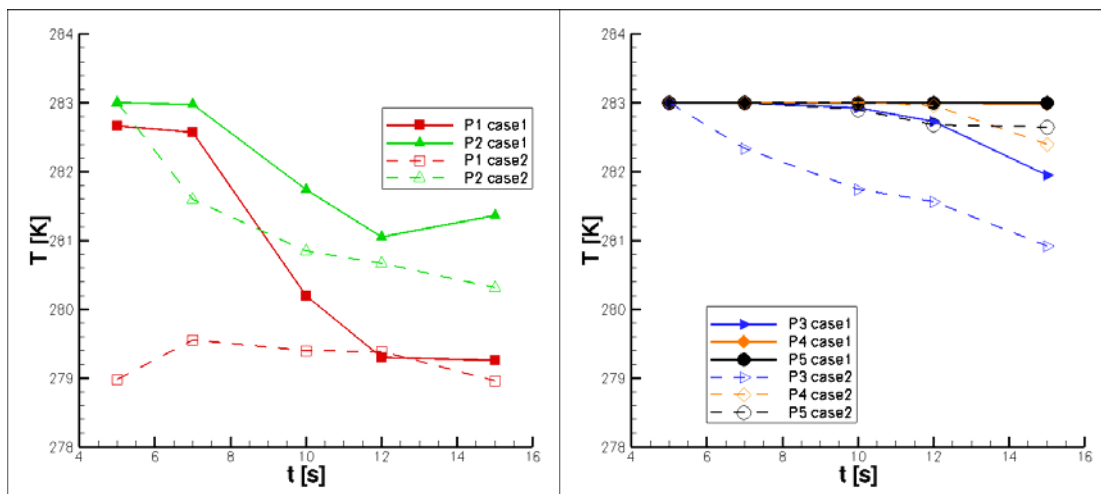 284
283
282
281
280
279
278
T [K]
4
6
8
10
12
14
16
t [s]
P1 case1
P2 case1
P1 case2
P2 case2
284
283
282
281
280
279
278
T [K]
4
6
8
10
12
14
16
t [s]
P3 case1
P4 case1
P5 case1
P3 case2
P4 case2
P5 case2